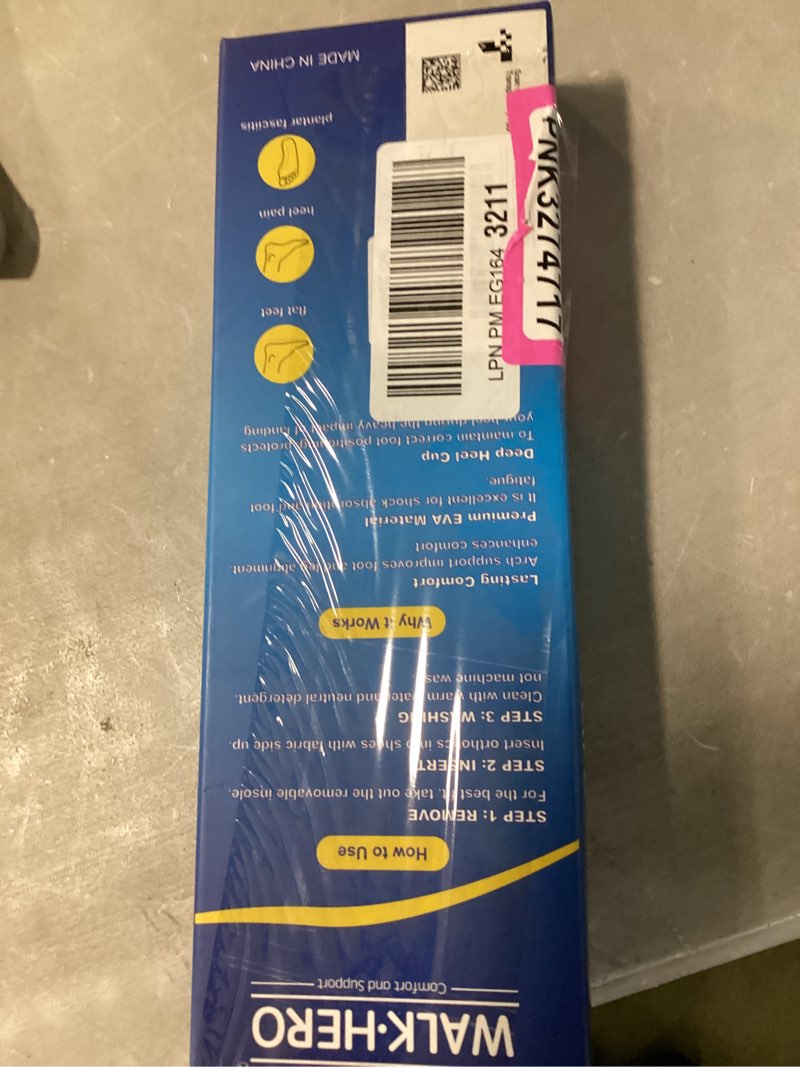 WALK·HERO
Comfort and Support
How to Use
STEP 1: REMOVE
For the best fit, take out the removable insole.
STEP 2: INSERT
Insert orthotics into shoes with fabric side up.
STEP 3: WASHING
Clean with warm water and neutral detergent.
not machine
Why it Works
Lasting Comfort
Arch support improves foot and leg alignment,
enhances comfort
Premium EVA Material
It is excellent for shock absorption and foot
fatigue.
Deep Heel Cup
To maintain correct foot positioning, protects
your heel during the heavy impact of landing.
flat feet
heel pain
plantar fasciitis
MADE IN CHINA
LPN PM EG164 3211
PNK3274717